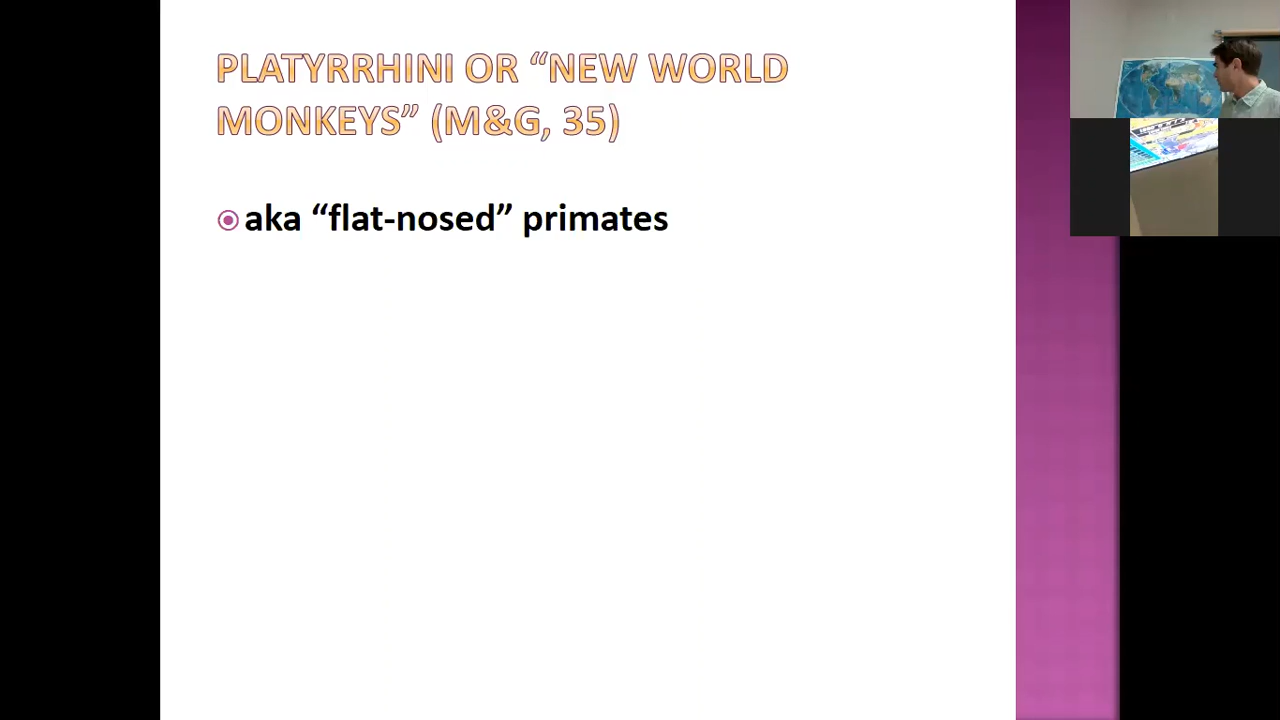 PLATYRRHINI OR “NEW WORLD
MONKEYS” (M&G, 35)
aka “flat-nosed” primates